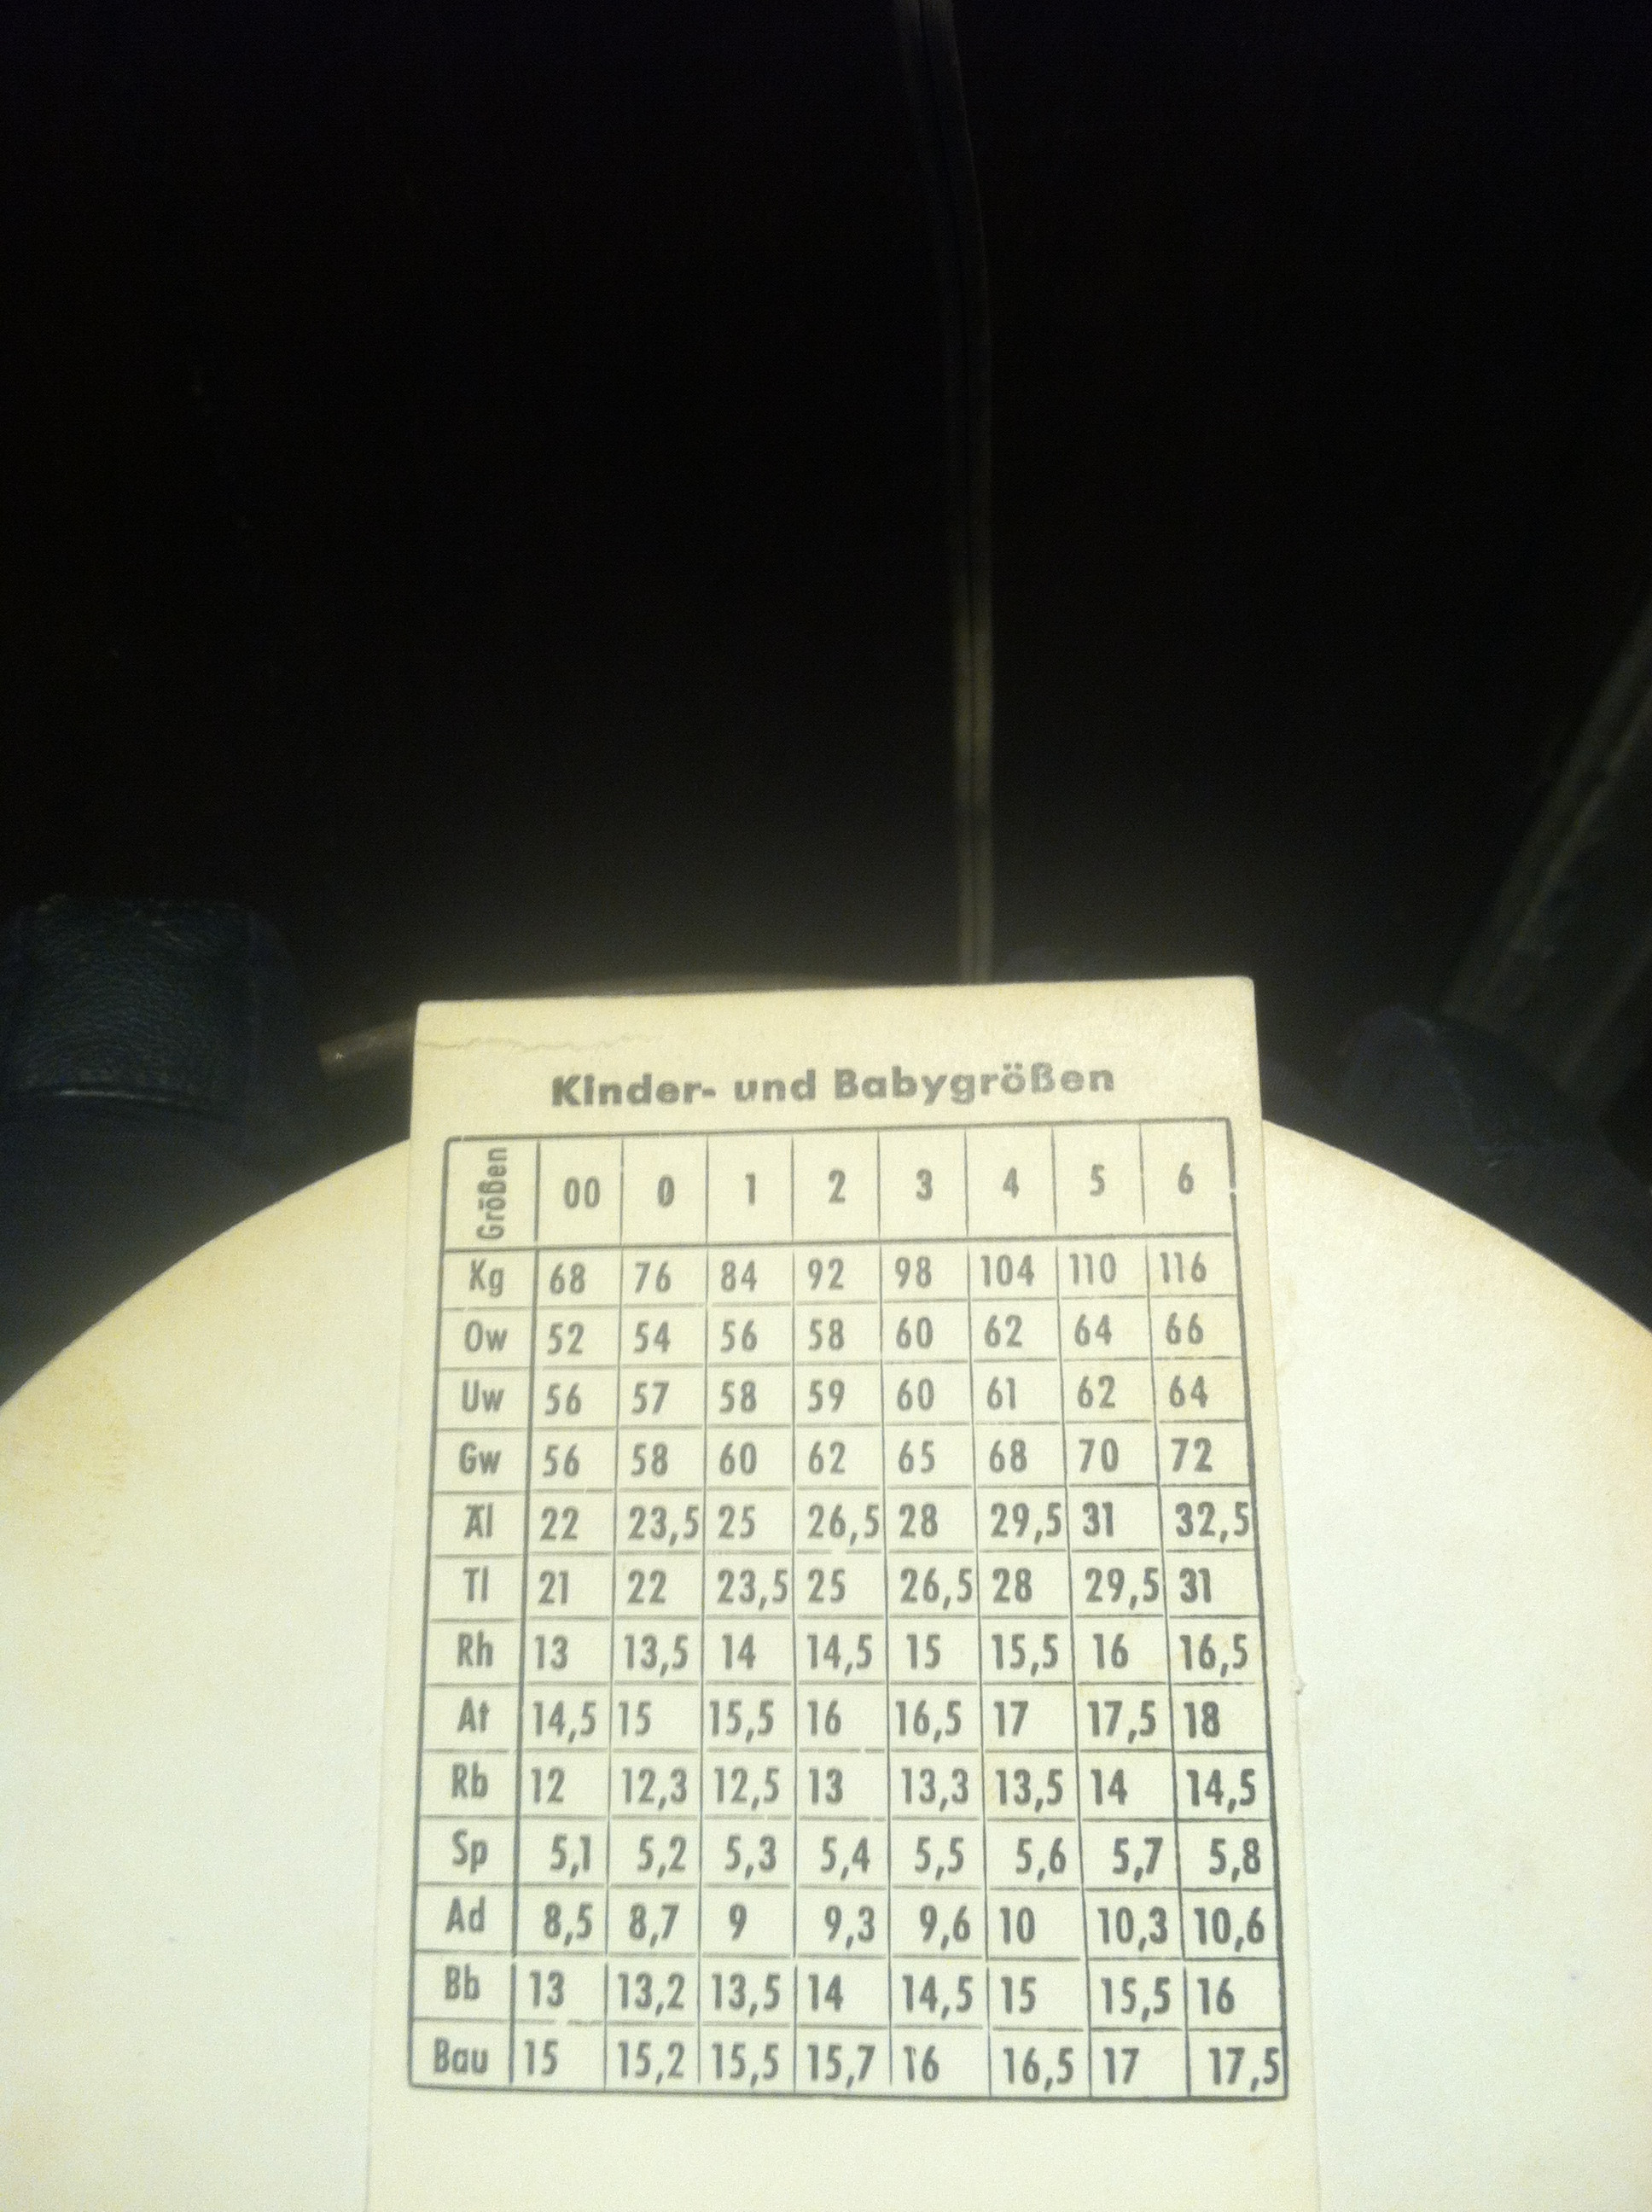 Kinder- und Babygrößen
Größen 00 0 1 2 3 4 5 6
Kg 68 76 84 92 98 104 110 116
Ow 52 54 56 58 60 62 64 66
Uw 56 57 58 59 60 61 62 64
Gw 56 58 60 62 65 68 70 72
Äl 22 23,5 25 26,5 28 29,5 31 32,5
Tl 21 22 23,5 25 26,5 28 29,5 31
Rh 13 13,5 14 14,5 15 15,5 16 16,5
At 14,5 15 15,5 16 16,5 17 17,5 18
Rb 12 12,3 12,5 13 13,3 13,5 14 14,5
Sp 5,1 5,2 5,3 5,4 5,5 5,6 5,7 5,8
Ad 8,5 8,7 9 9,3 9,6 10 10,3 10,6
Bb 13 13,2 13,5 14 14,5 15 15,5 16
Bau 15 15,2 15,5 15,7 16 16,5 17 17,5